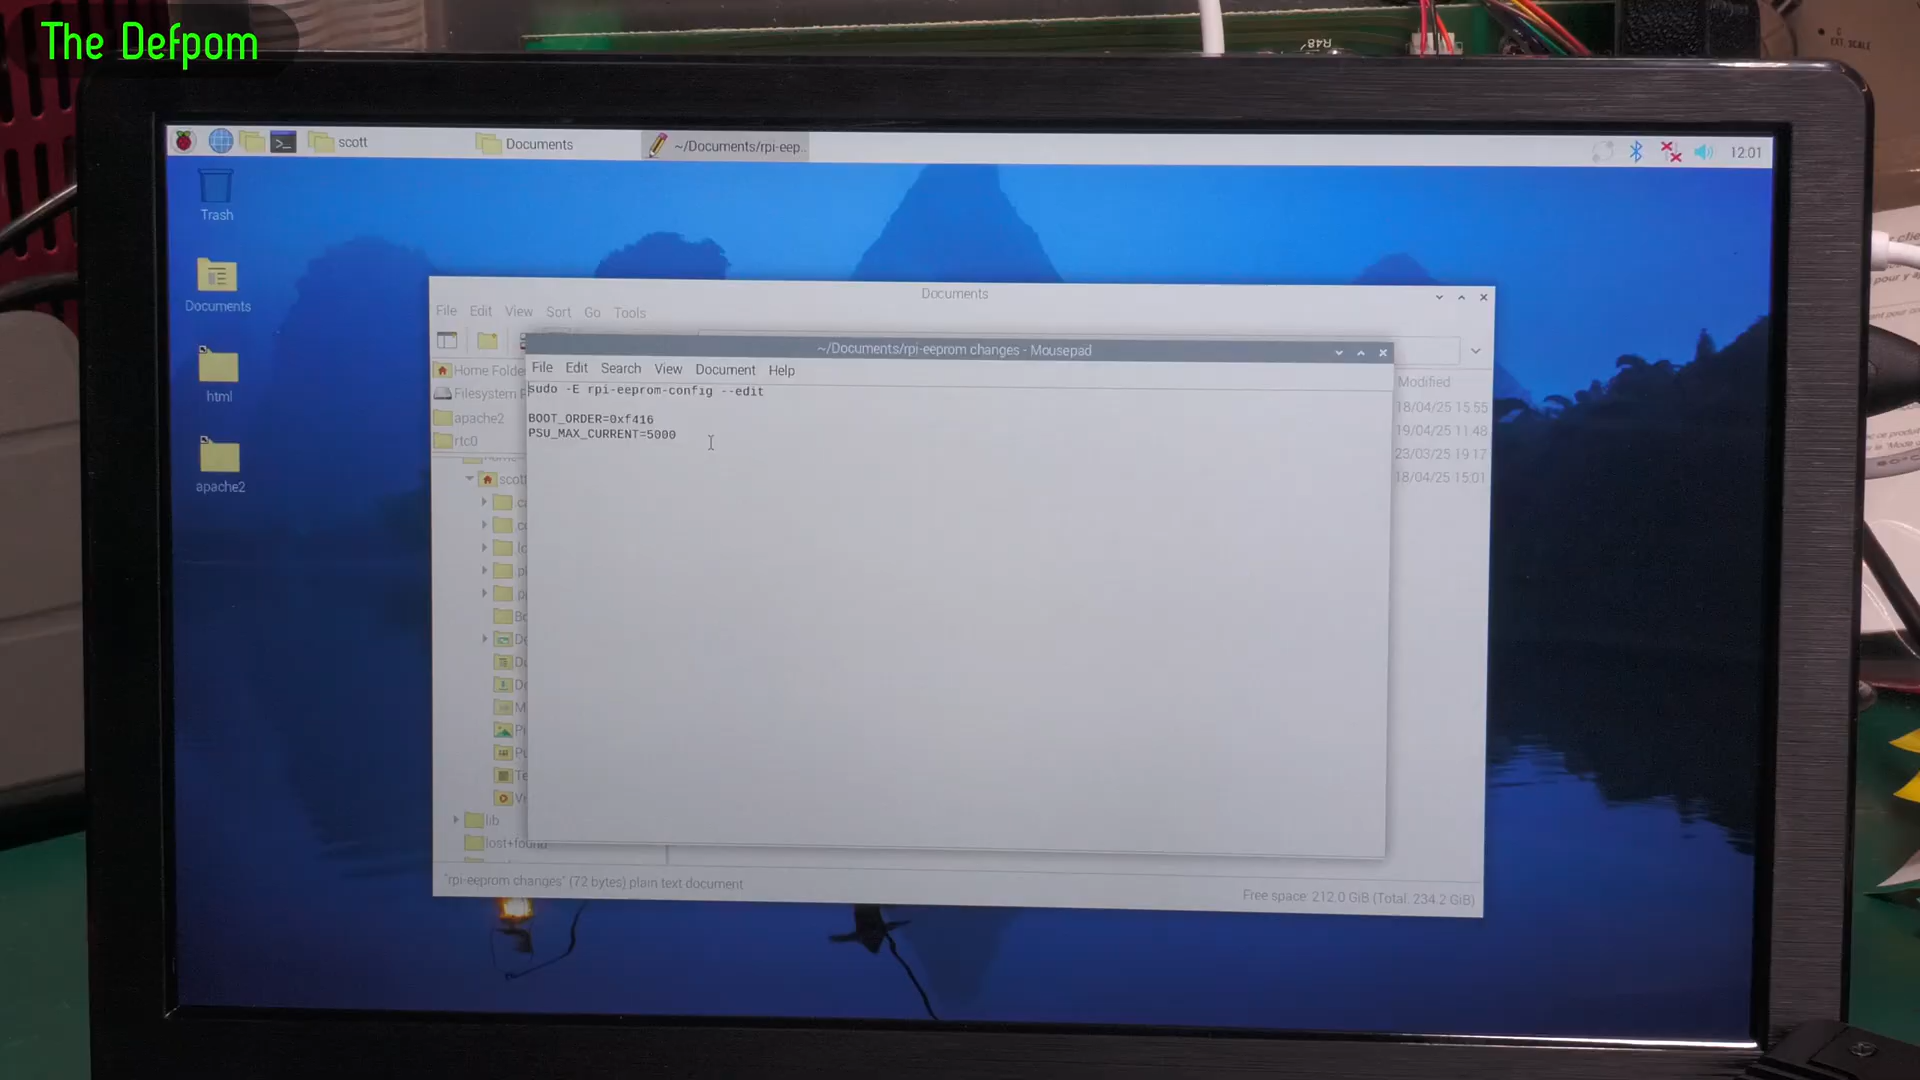 The Defpom
R48/
EXT. SCALE
scott
Documents
~/Documents/rpi-eep..
12:01
Trash
Documents
html
apache2
Documents
File Edit View Sort Go Tools
Home Folde
Filesystem
apache2
rtc0
scott
lib
lost+found
Modified
18/04/25 15:55
19/04/25 11:48
23/03/25 19:17
18/04/25 15:01
~/Documents/rpi-eeprom changes - Mousepad
File Edit Search View Document Help
sudo -E rpi-eeprom-config --edit
BOOT_ORDER=0xf416
PSU_MAX_CURRENT=5000
"rpi-eeprom changes" (72 bytes) plain text document
Free space: 212.0 GiB (Total: 234.2 GiB)